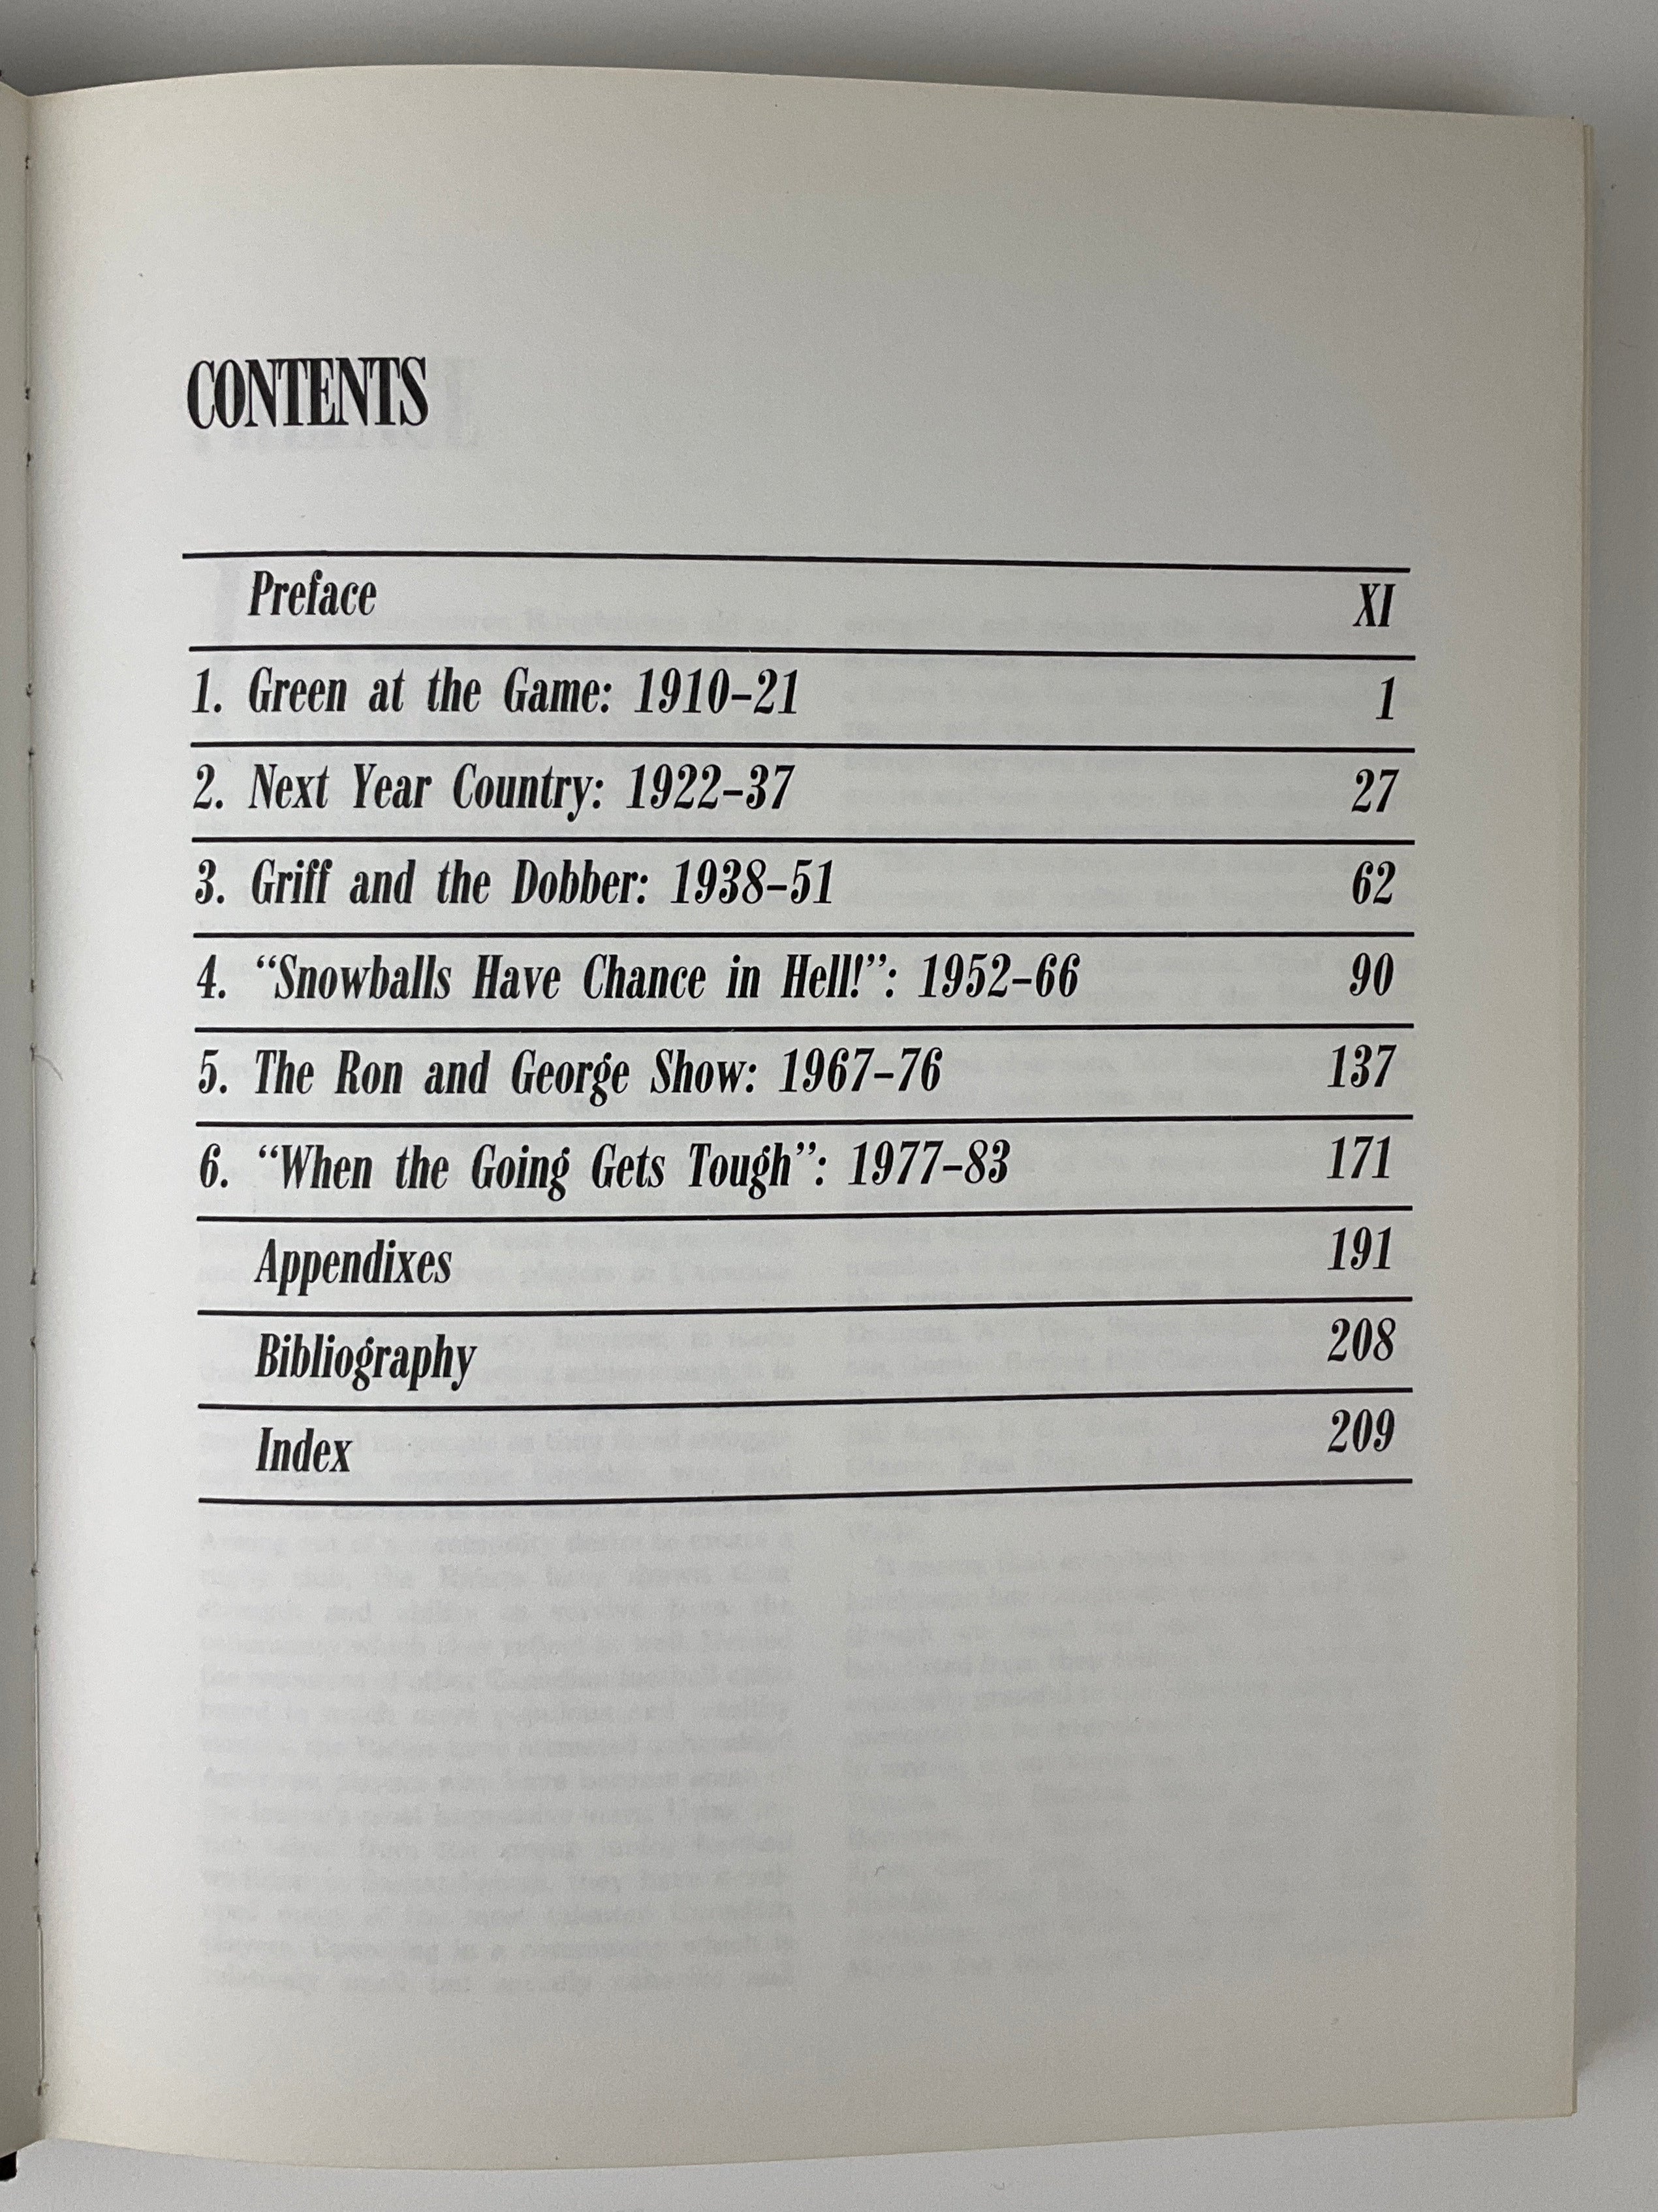 CONTENTS
Preface XI
1. Green at the Game: 1910–21 1
2. Next Year Country: 1922–37 27
3. Griff and the Dobber: 1938–51 62
4. “Snowballs Have Chance in Hell!”: 1952–66 90
5. The Ron and George Show: 1967–76 137
6. “When the Going Gets Tough”: 1977–83 171
Appendixes 191
Bibliography 208
Index 209